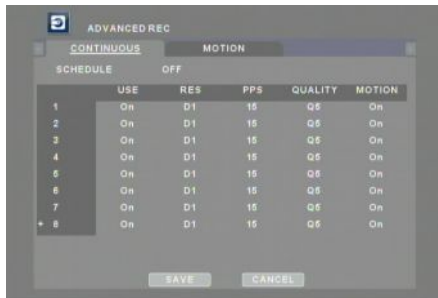 ADVANCED REC
CONTINUOUS MOTION
SCHEDULE OFF
USE RES PPS QUALITY MOTION
1 On D1 15 Q5 On
2 On D1 15 Q5 On
3 On D1 15 Q5 On
4 On D1 15 Q5 On
5 On D1 15 Q5 On
6 On D1 15 Q5 On
7 On D1 15 Q5 On
+ 8 On D1 15 Q5 On
SAVE CANCEL